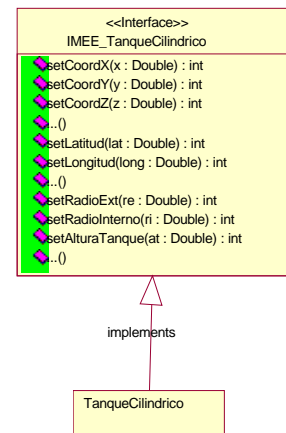 <<Interface>>
IMEE_TanqueCilindrico
setCoordX(x : Double) : int
setCoordY(y : Double) : int
setCoordZ(z : Double) : int
...()
setLatitud(lat : Double) : int
setLongitud(long : Double) : int
...()
setRadioExt(re : Double) : int
setRadioInterno(ri : Double) : int
setAlturaTanque(at : Double) : int
...()
implements
TanqueCilindrico